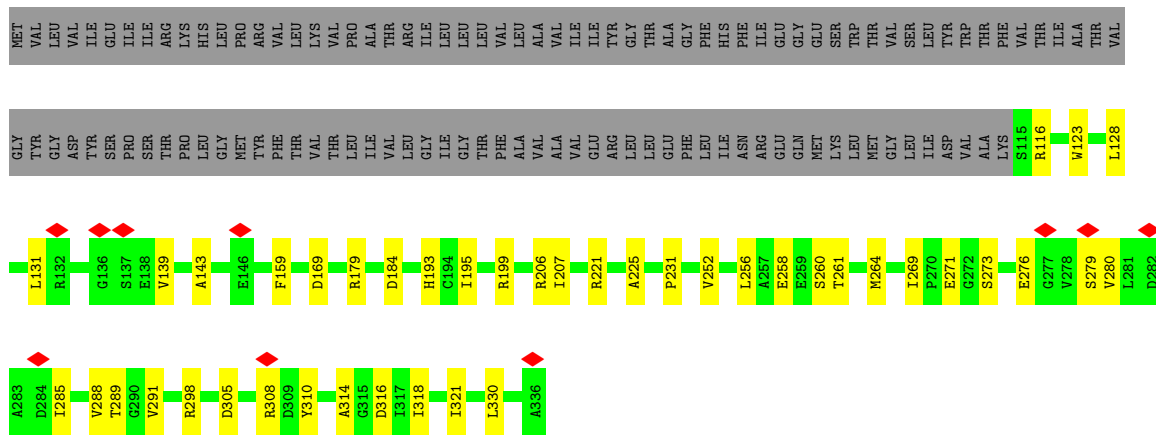 MET VAL LEU VAL ILE GLU ILE ILE ARG LYS HIS LEU PRO ARG VAL LEU LYS VAL PRO ALA THR ARG ILE LEU LEU LEU VAL LEU ALA VAL ILE ILE TYR GLY THR ALA GLY PHE HIS PHE ILE GLU GLY GLU SER TRP THR VAL SER LEU TYR TRP THR PHE VAL THR ILE ALA THR VAL
GLY TYR GLY ASP TYR SER PRO SER THR PRO LEU GLY MET TYR PHE THR VAL THR LEU ILE VAL LEU GLY ILE GLY THR PHE ALA VAL ALA VAL GLU ARG LEU LEU GLU PHE LEU ILE ASN ARG GLU GLN MET LYS LEU MET GLY LEU ILE ASP VAL ALA LYS S115 R116 W123 L128
L131 R132 G136 S137 E138 V139 A143 E146 F159 D169 R179 D184 H193 C194 I195 R199 R206 I207 R221 A225 P231 V252 L256 A257 E258 E259 S260 T261 M264 I269 P270 E271 G272 S273 E276 G277 V278 S279 V280 L281 D282
A283 D284 I285 V288 T289 G290 V291 R298 D305 R308 D309 Y310 A314 G315 D316 I317 I318 I321 L330 A336